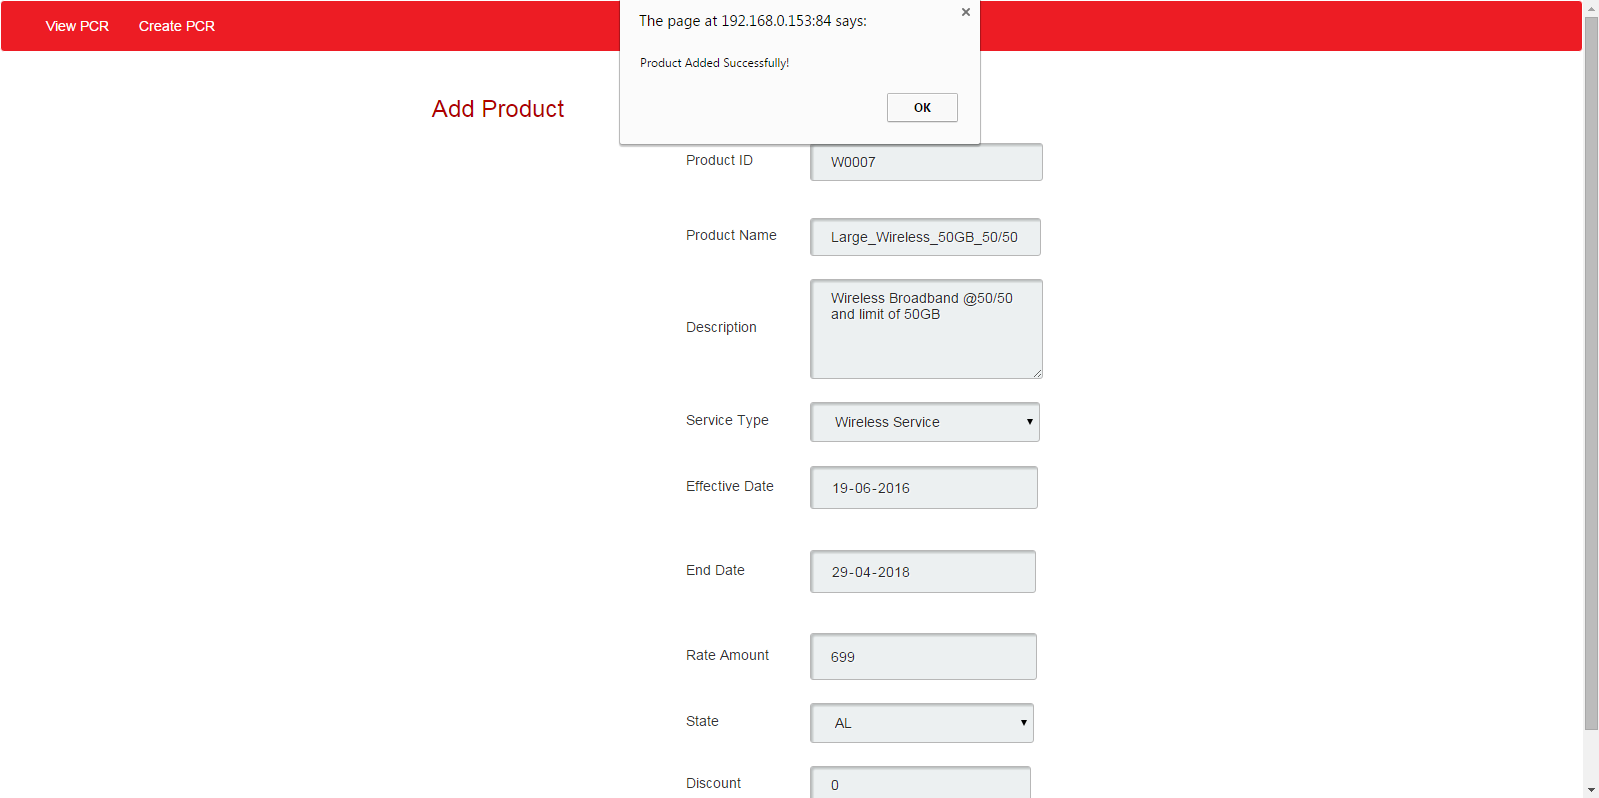 View PCR Create PCR
The page at 192.168.0.153:84 says:
Product Added Successfully!
OK
Add Product
Product ID W0007
Product Name Large_Wireless_50GB_50/50
Description Wireless Broadband @50/50
and limit of 50GB
Service Type Wireless Service
Effective Date 19-06-2016
End Date 29-04-2018
Rate Amount 699
State AL
Discount 0